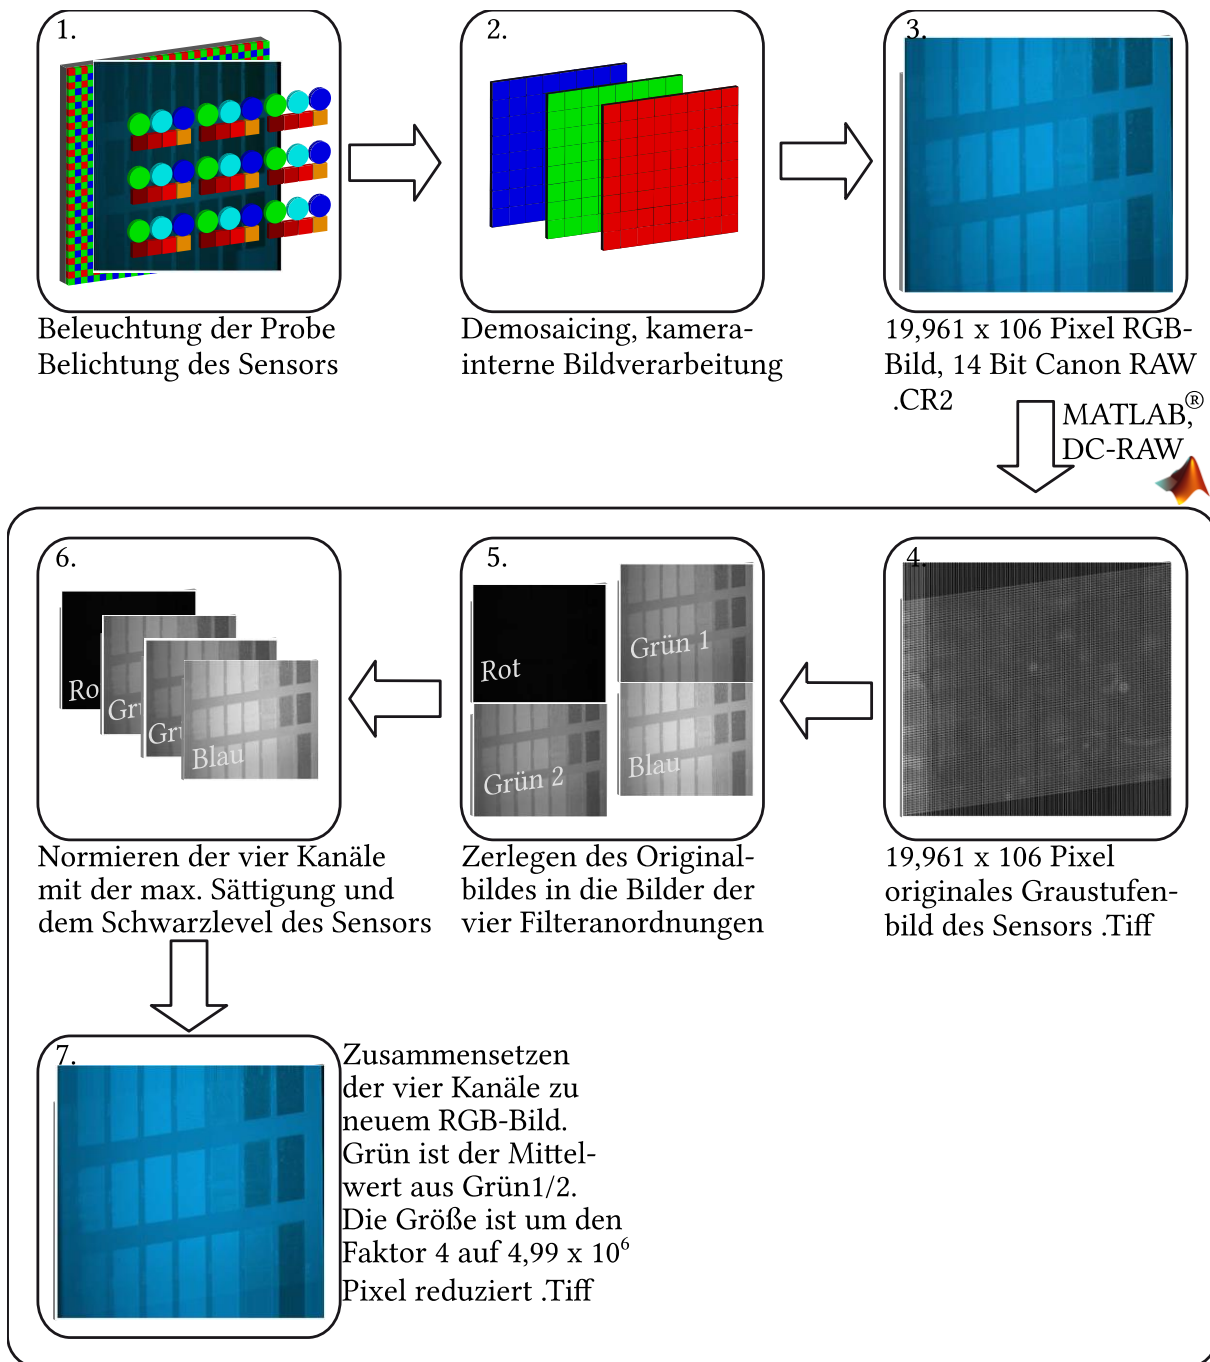 1.
Beleuchtung der Probe
Belichtung des Sensors
2.
Demosaicing, kamera-
interne Bildverarbeitung
3.
19,961 x 106 Pixel RGB-
Bild, 14 Bit Canon RAW
.CR2
MATLAB,®
DC-RAW
4.
19,961 x 106 Pixel
originales Graustufen-
bild des Sensors .Tiff
5.
Rot
Grün 1
Grün 2
Blau
Zerlegen des Original-
bildes in die Bilder der
vier Filteranordnungen
6.
Ro
Grü
Grü
Blau
Normieren der vier Kanäle
mit der max. Sättigung und
dem Schwarzlevel des Sensors
7.
Zusammensetzen
der vier Kanäle zu
neuem RGB-Bild.
Grün ist der Mittel-
wert aus Grün1/2.
Die Größe ist um den
Faktor 4 auf 4,99 x 10⁶
Pixel reduziert .Tiff